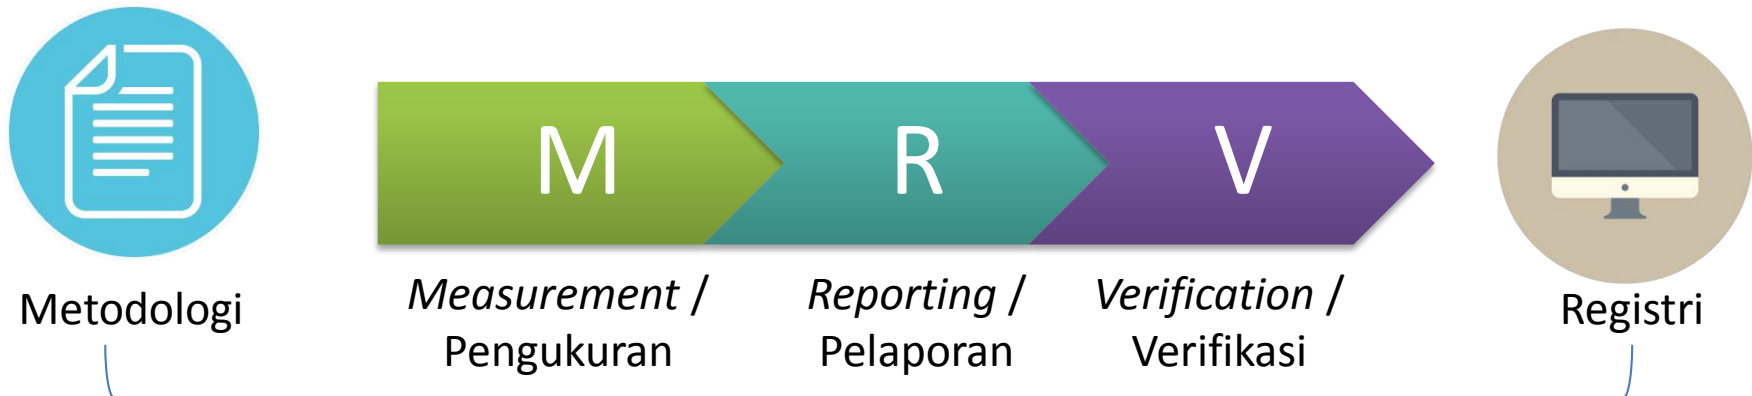 M
R
V
Metodologi
Measurement /
Pengukuran
Reporting /
Pelaporan
Verification /
Verifikasi
Registri